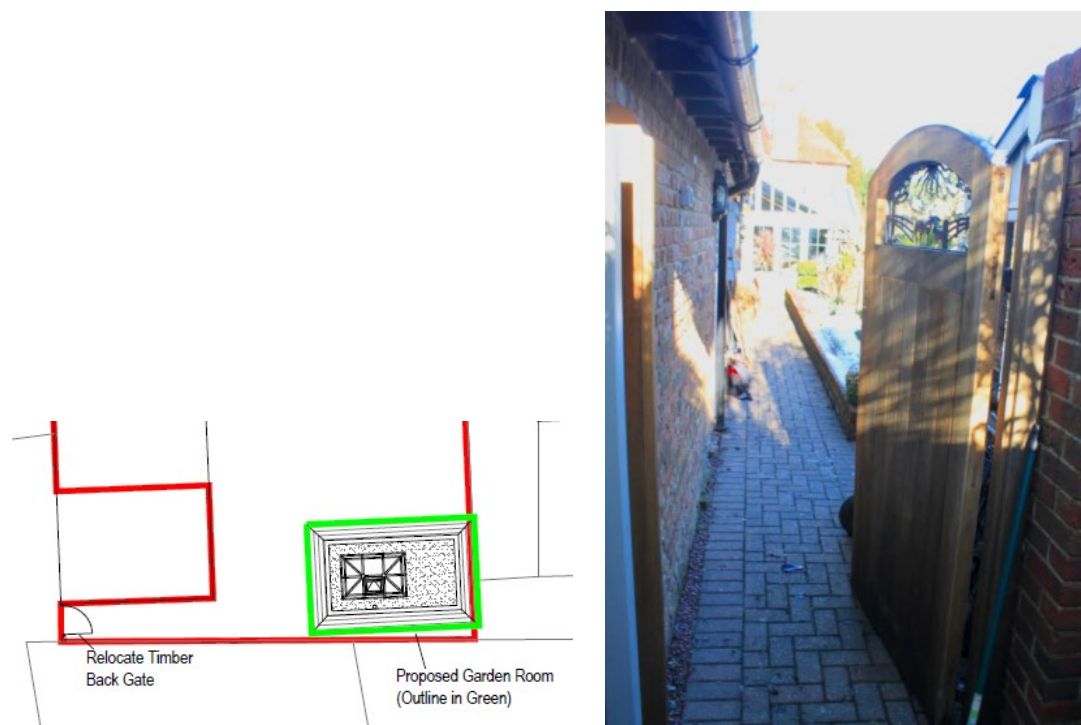 Relocate Timber
Back Gate
Proposed Garden Room
(Outline in Green)